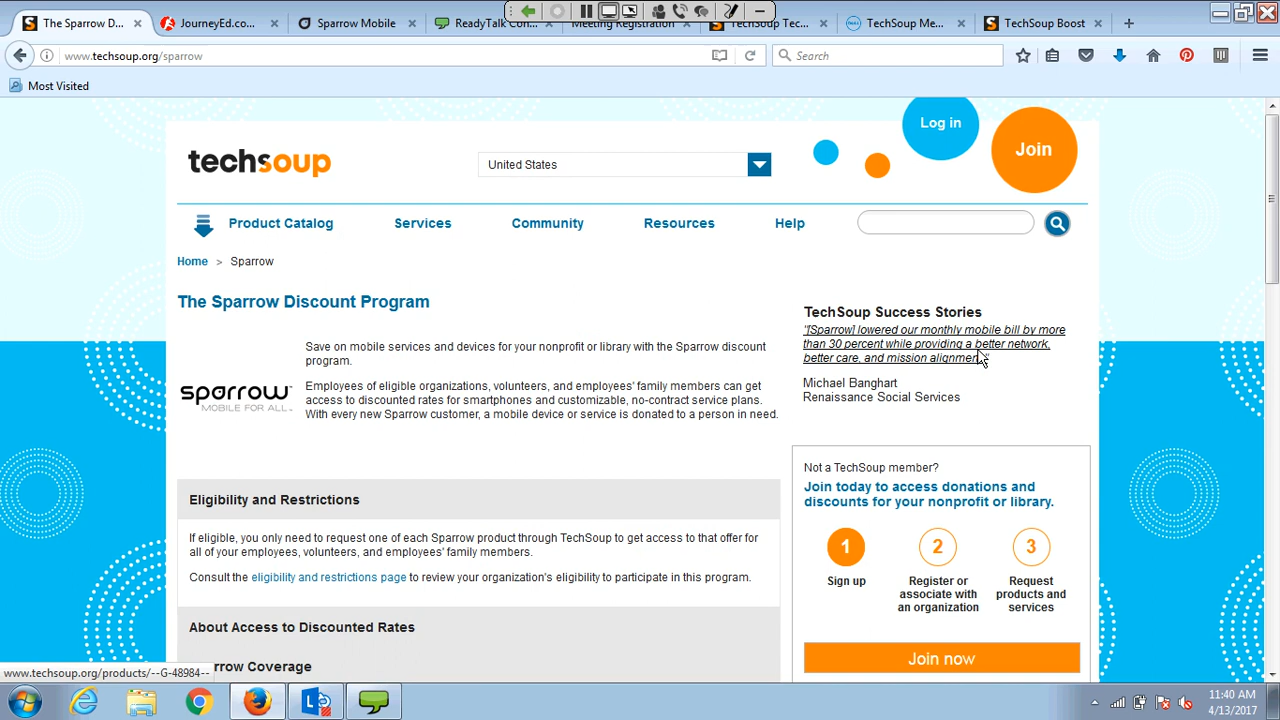 The Sparrow D...
JourneyEd.co...
Sparrow Mobile
ReadyTalk Con...
Meeting Registration
TechSoup Tec...
TechSoup Me...
TechSoup Boost
www.techsoup.org/sparrow
Search
Most Visited
Log in
Join
techsoup
United States
Product Catalog
Services
Community
Resources
Help
Home > Sparrow
The Sparrow Discount Program
Save on mobile services and devices for your nonprofit or library with the Sparrow discount
program.
sparrow
MOBILE FOR ALL
Employees of eligible organizations, volunteers, and employees' family members can get
access to discounted rates for smartphones and customizable, no-contract service plans.
With every new Sparrow customer, a mobile device or service is donated to a person in need.
TechSoup Success Stories
"[Sparrow] lowered our monthly mobile bill by more
than 30 percent while providing a better network,
better care, and mission alignment."
Michael Banghart
Renaissance Social Services
Eligibility and Restrictions
If eligible, you only need to request one of each Sparrow product through TechSoup to get access to that offer for
all of your employees, volunteers, and employees' family members.
Consult the eligibility and restrictions page to review your organization's eligibility to participate in this program.
About Access to Discounted Rates
rrow Coverage
Not a TechSoup member?
Join today to access donations and
discounts for your nonprofit or library.
1
2
3
Sign up
Register or
associate with
an organization
Request
products and
services
Join now
www.techsoup.org/products/--G-48984--
11:40 AM
4/13/2017